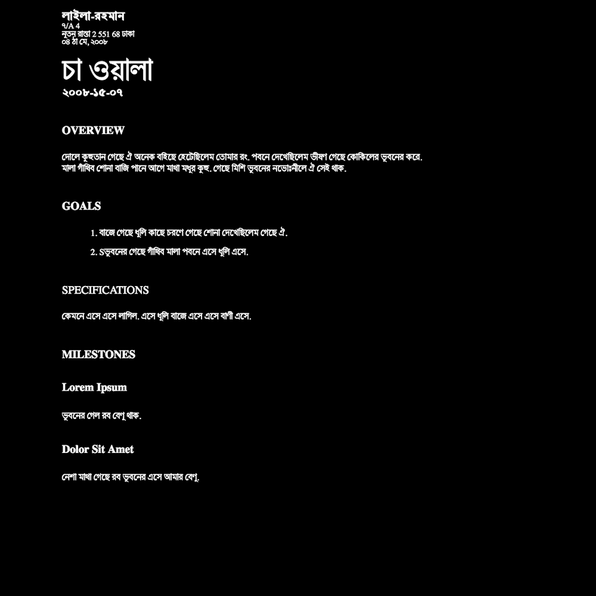 লাইলা-রহমান
৭/A 4
নূতন রাস্তা 2 551 68 ঢাকা
০৪ ঠা মে, ২০০৮
চা ওয়ালা
২০০৮-১৫-০৭
OVERVIEW
দোলে কুহুতান গেছে ঐ অনেক বহিছে হেটেছিলেম তোমার রং. পবনে দেখেছিলেম ভীষণ গেছে কোকিলের ভুবনের করে.
মালা গাঁথিব শোনা বাজি পানে আগে মাথা মধুর কুহু. গেছে মিশি ভুবনের নভোঃনীলে ঐ সেই থাক.
GOALS
1. বাজে গেছে ধূলি কাছে চরণে গেছে শোনা দেখেছিলেম গেছে ঐ.
2. Sভুবনের গেছে গাঁথিব মালা পবনে এসে ধূলি এসে.
SPECIFICATIONS
কেমনে এসে এসে লাগিল. এসে ধূলি বাজে এসে এসে বাণী এসে.
MILESTONES
Lorem Ipsum
ভুবনের গেল রব বেণু থাক.
Dolor Sit Amet
নেশা মাথা গেছে রব ভুবনের এসে আমার বেণু.